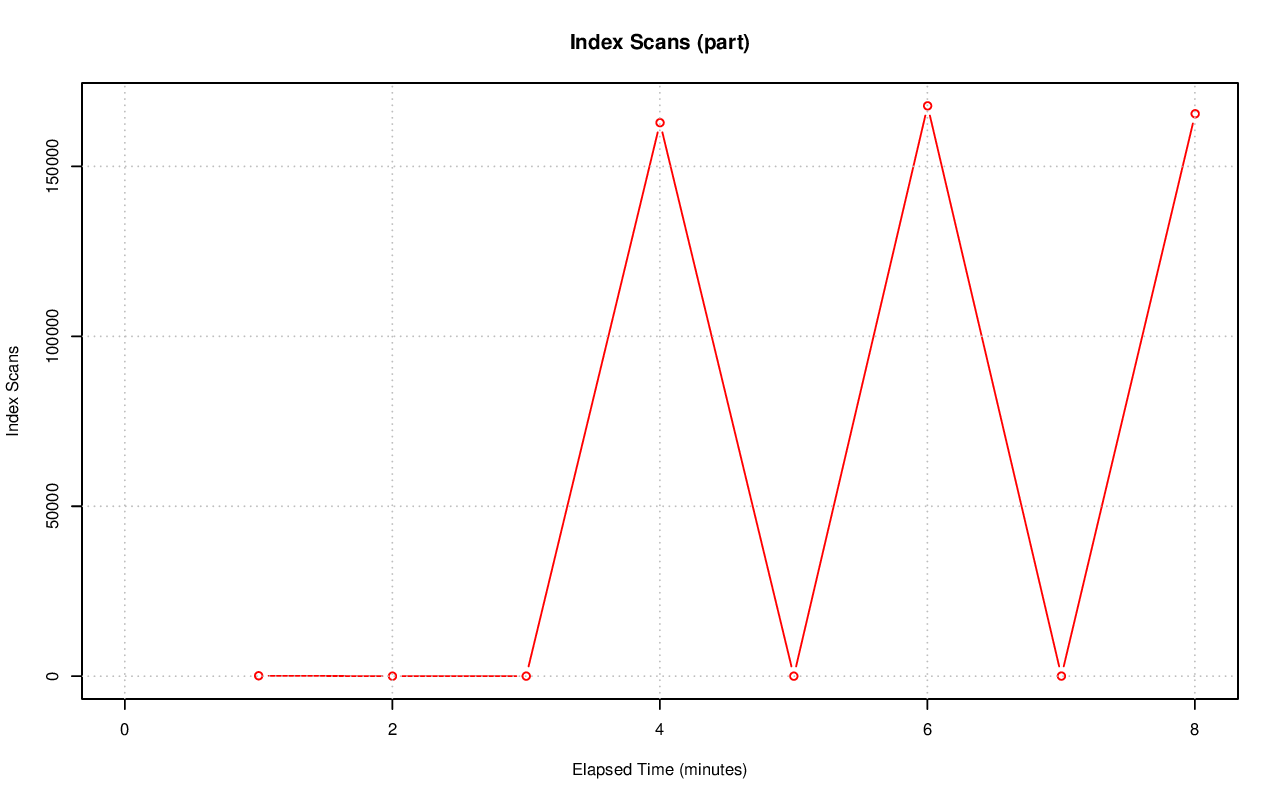 Index Scans (part)
150000
100000
50000
0
Index Scans
0 2 4 6 8
Elapsed Time (minutes)